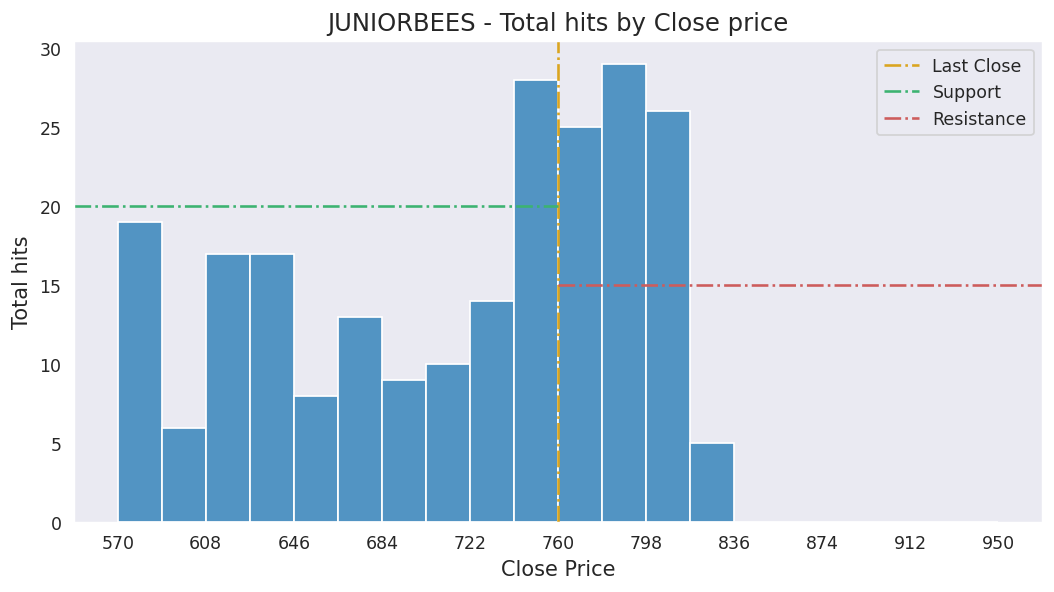 JUNIORBEES - Total hits by Close price
Last Close
Support
Resistance
Total hits
30
25
20
15
10
5
0
570 608 646 684 722 760 798 836 874 912 950
Close Price